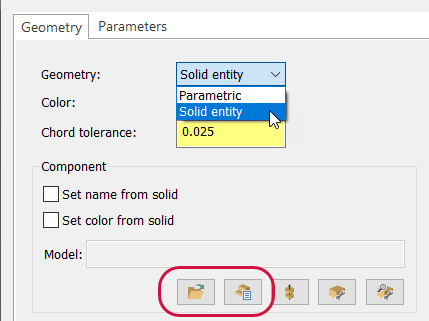 Geometry Parameters
Geometry: Solid entity
Parametric
Color: Solid entity
Chord tolerance: 0.025
Component
Set name from solid
Set color from solid
Model: